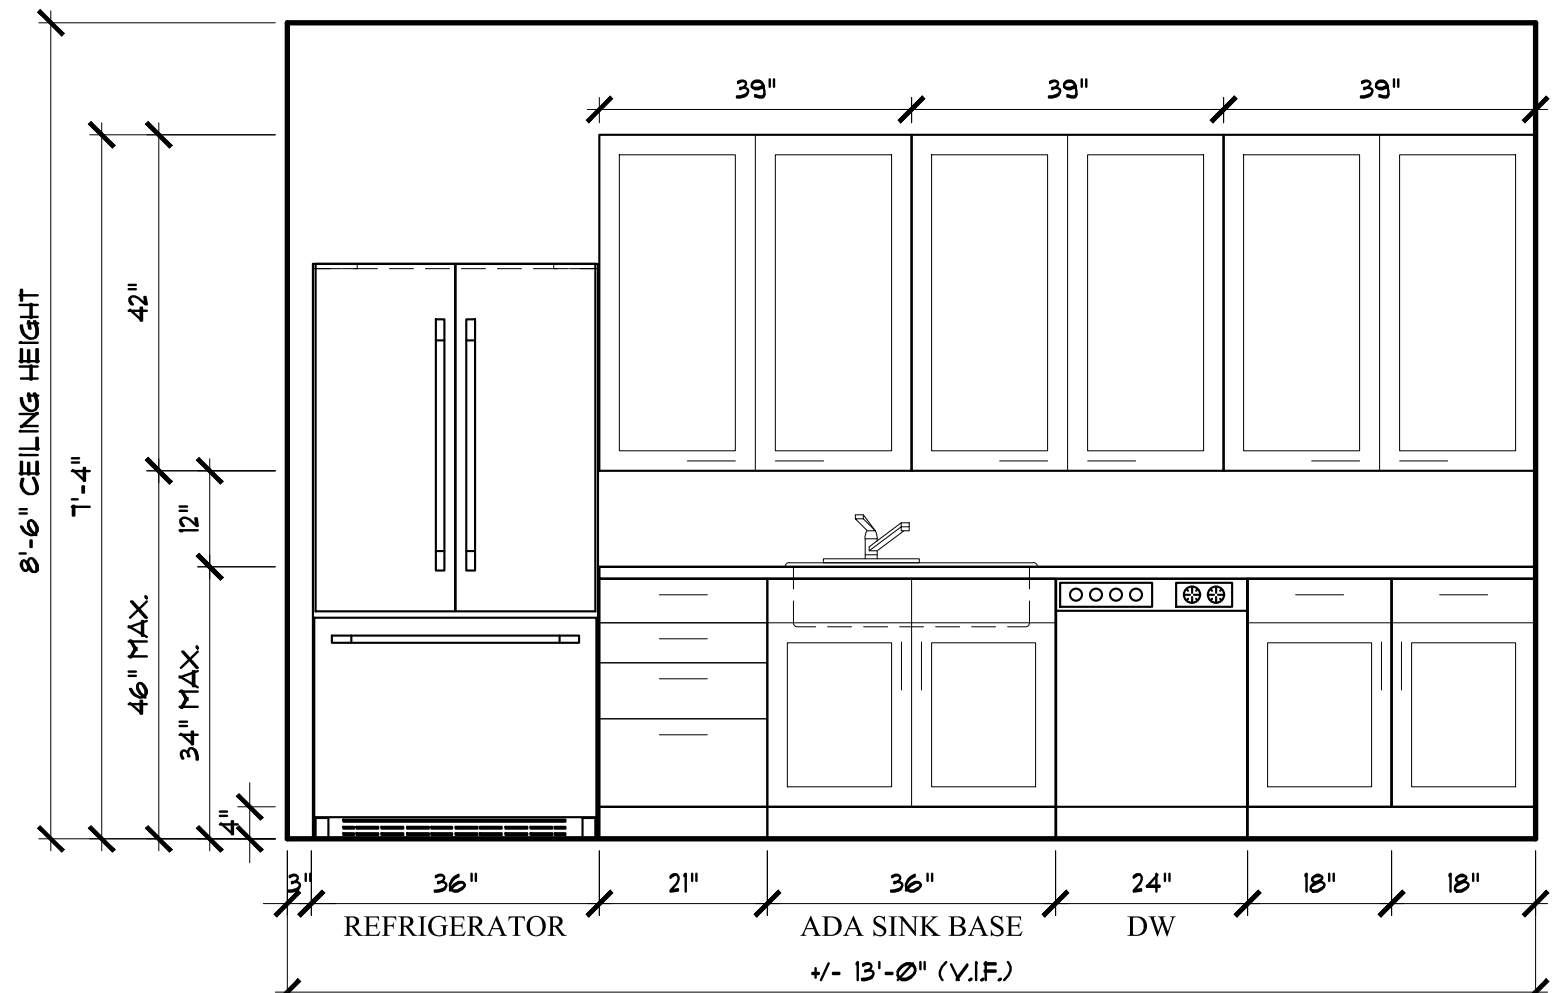 39" 39" 39"
8'-6" CEILING HEIGHT
7'-4"
42"
12"
46" MAX.
34" MAX.
4"
3" 36" 21" 36" 24" 18" 18"
REFRIGERATOR ADA SINK BASE DW
+/- 13'-0" (V.I.F.)